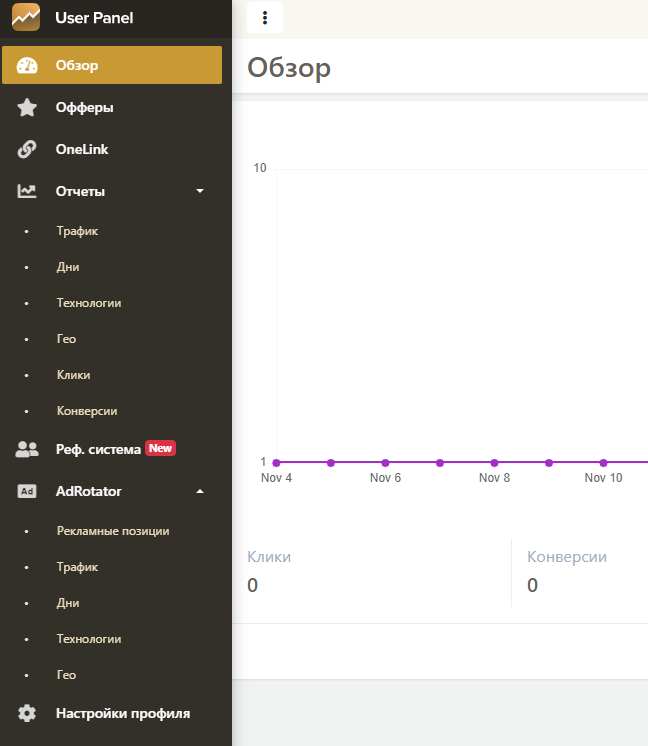 User Panel
Обзор
Офферы
OneLink
Отчеты
Трафик
Дни
Технологии
Гео
Клики
Конверсии
Реф. система New
Ad AdRotator
Рекламные позиции
Трафик
Дни
Технологии
Гео
Настройки профиля
Обзор
10
1
Nov 4 Nov 6 Nov 8 Nov 10
Клики Конверсии
0 0